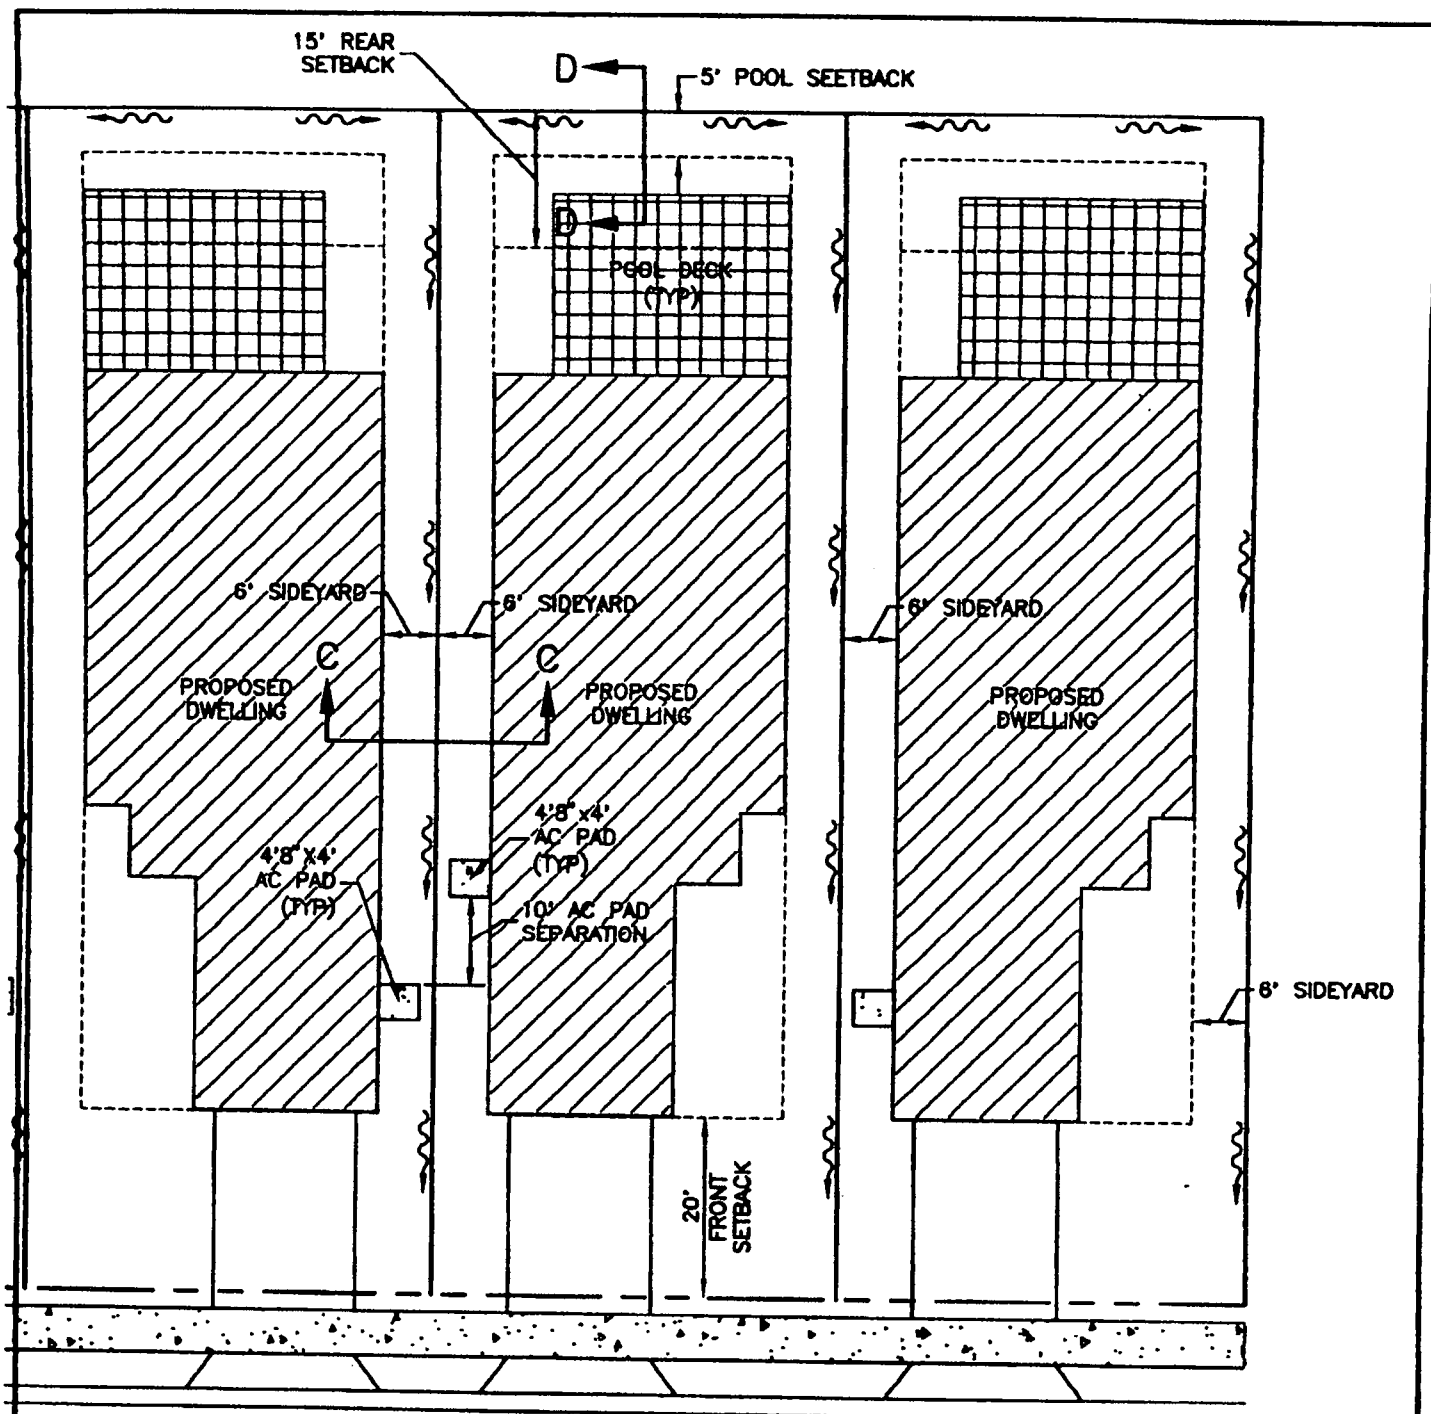 15' REAR
SETBACK
D
5' POOL SEETBACK
D
POOL DECK
(TYP)
6' SIDEYARD
6' SIDEYARD
6' SIDEYARD
C
C
PROPOSED
DWELLING
PROPOSED
DWELLING
PROPOSED
DWELLING
4'8"X4'
AC PAD
(TYP)
4'8"x4'
AC PAD
(TYP)
10' AC PAD
SEPARATION
6' SIDEYARD
20'
FRONT
SETBACK